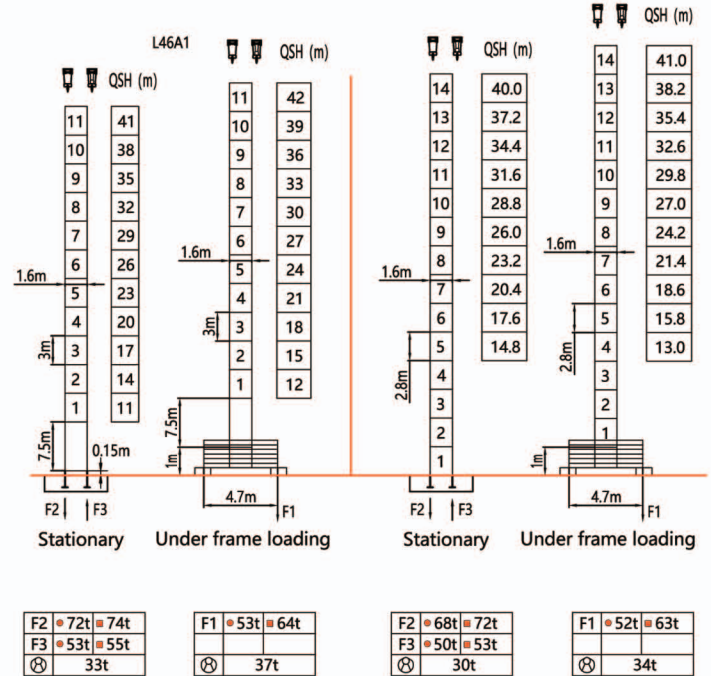 L46A1
QSH (m)
11 41
10 38
9 35
8 32
7 29
6 26
5 23
4 20
3 17
2 14
1 11
1.6m
3m
7.5m
0.15m
F2 F3
Stationary
QSH (m)
11 42
10 39
9 36
8 33
7 30
6 27
5 24
4 21
3 18
2 15
1 12
1.6m
3m
7.5m
1m
4.7m
F1
Under frame loading
QSH (m)
14 40.0
13 37.2
12 34.4
11 31.6
10 28.8
9 26.0
8 23.2
7 20.4
6 17.6
5 14.8
4
3
2
1
1.6m
2.8m
F2 F3
Stationary
QSH (m)
14 41.0
13 38.2
12 35.4
11 32.6
10 29.8
9 27.0
8 24.2
7 21.4
6 18.6
5 15.8
4 13.0
3
2
1
1.6m
2.8m
1m
4.7m
F1
Under frame loading
F2 72t 74t
F3 53t 55t
33t
F1 53t 64t
37t
F2 68t 72t
F3 50t 53t
30t
F1 52t 63t
34t